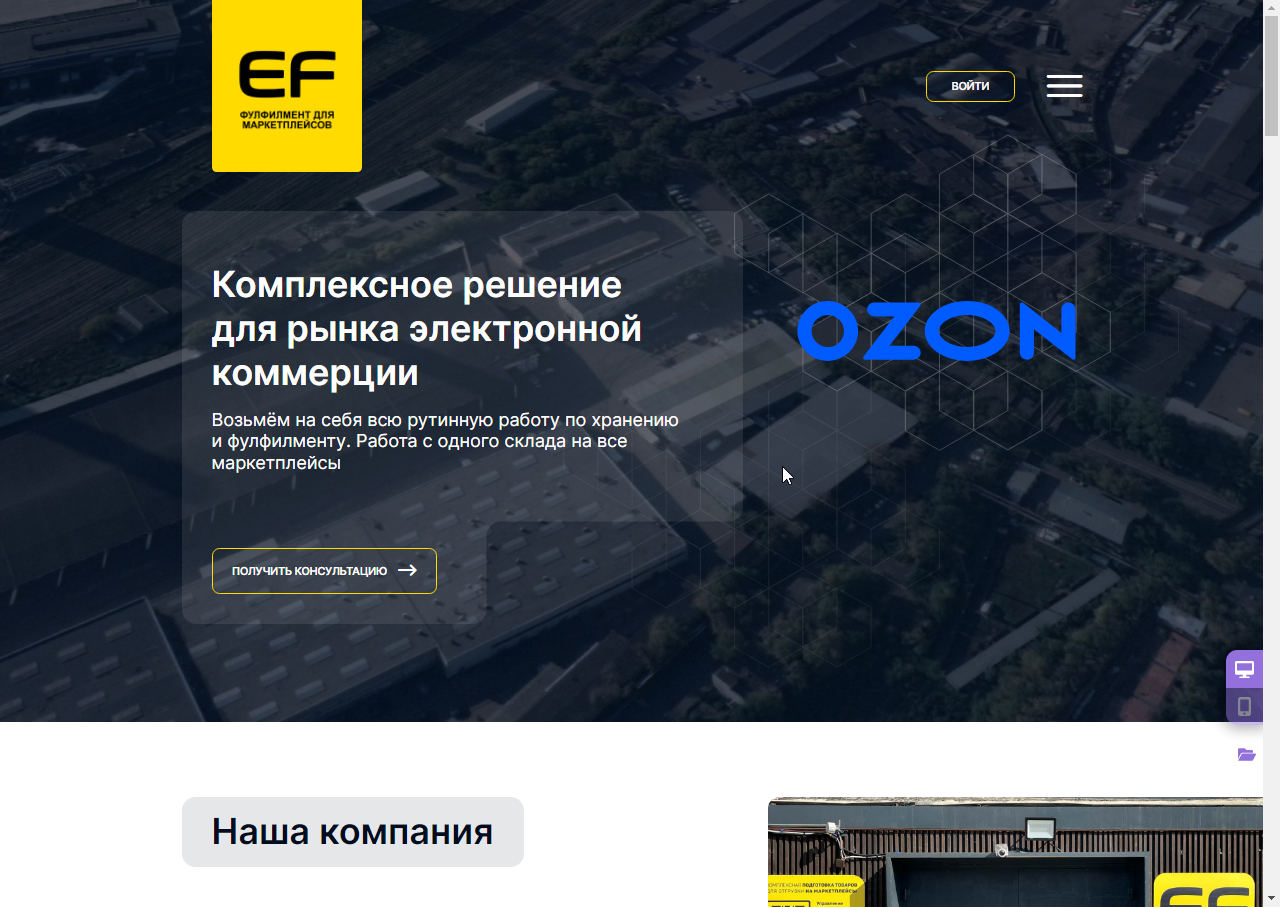 EF
ФУЛФИЛМЕНТ ДЛЯ
МАРКЕТПЛЕЙСОВ
ВОЙТИ
Комплексное решение
для рынка электронной
коммерции
OZON
Возьмём на себя всю рутинную работу по хранению
и фулфилменту. Работа с одного склада на все
маркетплейсы
ПОЛУЧИТЬ КОНСУЛЬТАЦИЮ
Наша компания
КОМПЛЕКСНАЯ ПОДГОТОВКА ТОВАРОВ
ДЛЯ ОТГРУЗКИ НА МАРКЕТПЛЕЙСЫ
Управление
EF